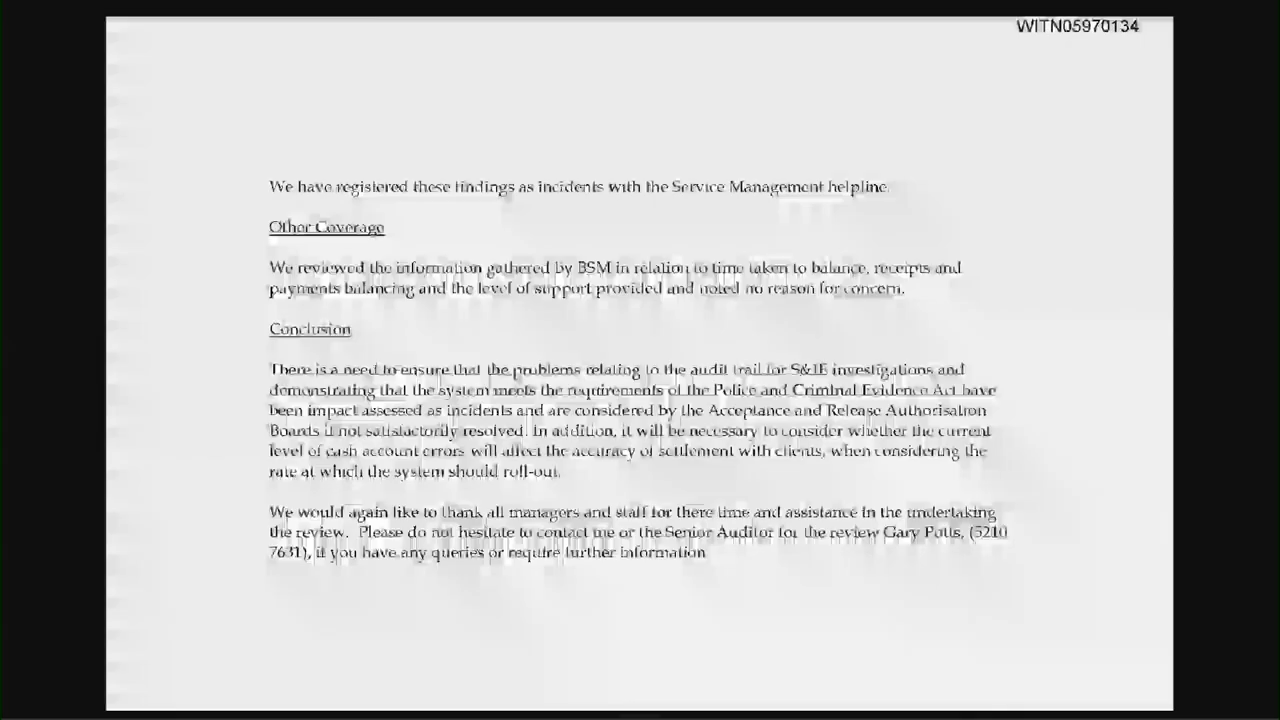 WITN05970134
We have registered these findings as incidents with the Service Management helpline.
Other Coverage
We reviewed the information gathered by BSM in relation to time taken to balance, receipts and
payments balancing and the level of support provided and noted no reason for concern.
Conclusion
There is a need to ensure that the problems relating to the audit trail for S&IE investigations and
demonstrating that the system meets the requirements of the Police and Criminal Evidence Act have
been impact assessed as incidents and are considered by the Acceptance and Release Authorisation
Boards if not satisfactorily resolved. In addition, it will be necessary to consider whether the current
level of cash account errors will affect the accuracy of settlement with clients, when considering the
rate at which the system should roll-out.
We would again like to thank all managers and staff for there time and assistance in the undertaking
the review. Please do not hesitate to contact me or the Senior Auditor for the review Gary Potts, (5210
7631), if you have any queries or require further information